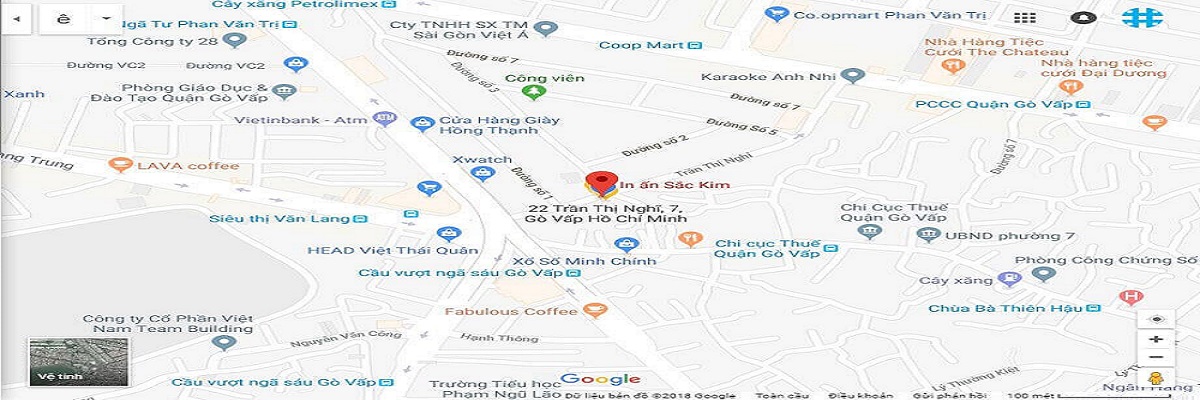 Cây xăng Petrolimex
Ngã Tư Phan Văn Trị
Tổng Công ty 28
Cty TNHH SX TM
Sài Gòn Việt Á
Co.opmart Phan Văn Trị
ê
Coop Mart
Nhà Hàng Tiệc
Cưới The Chateau
Nhà hàng tiệc
cưới Đại Dương
Đường VC2
Đường VC2
Đường số 7
Đường số 3
Công viên
Karaoke Anh Nhi
Xanh
Phòng Giáo Dục &
Đào Tạo Quận Gò Vấp
Đường số 7
PCCC Quận Gò Vấp
Vietinbank - Atm
ATM
Cửa Hàng Giày
Hồng Thạnh
Đường Số 5
Đường số 2
Đường số 7
ang Trung
LAVA coffee
Xwatch
Đường số 1
Trần Thị Nghỉ
In ấn Sắc Kim
22 Trần Thị Nghĩ, 7,
Gò Vấp Hồ Chí Minh
Siêu thị Văn Lang
Chi Cục Thuế
Quận Gò Vấp
UBND phường 7
HEAD Việt Thái Quân
Xổ Số Minh Chính
Chi cục Thuế
Quận Gò Vấp
Phòng Công Chứng Số
Cầu vượt ngã sáu Gò Vấp
Cây xăng
Chùa Bà Thiên Hậu
H
Fabulous Coffee
Công ty Cổ Phần Việt
Nam Team Building
Nguyễn Văn Công
Hạnh Thông
Vệ tinh
Cầu vượt ngã sáu Gò Vấp
Trường Tiểu học
Phạm Ngũ Lão
Google
Lý Thường Kiệt
Ngân Hàng
Dữ liệu bản đồ ©2018 Google
Toàn cầu
Điều khoản
Gửi phản hồi
100 mét